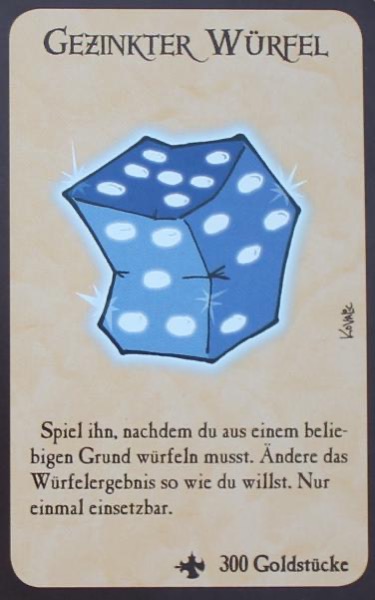 Gezinkter Würfel
Kovalic
Spiel ihn, nachdem du aus einem belie-
bigen Grund würfeln musst. Ändere das
Würfelergebnis so wie du willst. Nur
einmal einsetzbar.
300 Goldstücke